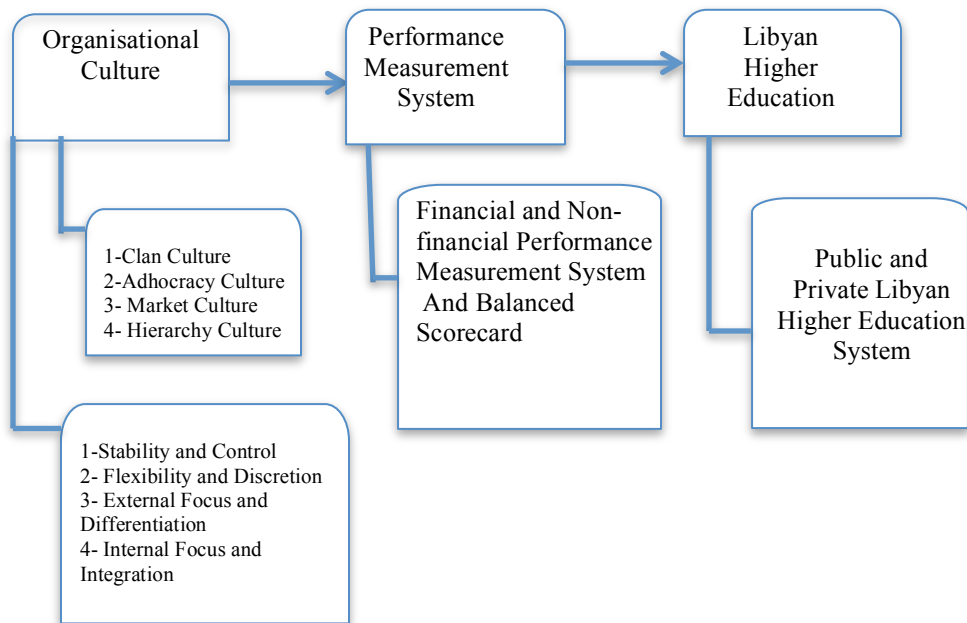 Organisational
Culture
Performance
Measurement
System
Libyan
Higher
Education
1-Clan Culture
2-Adhocracy Culture
3- Market Culture
4- Hierarchy Culture
Financial and Non-
financial Performance
Measurement System
And Balanced
Scorecard
Public and
Private Libyan
Higher Education
System
1-Stability and Control
2- Flexibility and Discretion
3- External Focus and
Differentiation
4- Internal Focus and
Integration